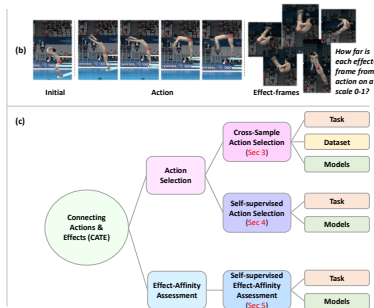 (b)
How far is
each effect-
frame from
action on a
scale 0-1?
Initial
Action
Effect-frames
(c)
Connecting
Actions &
Effects (CATE)
Action
Selection
Cross-Sample
Action Selection
(Sec 3)
Task
Dataset
Models
Self-supervised
Action Selection
(Sec 4)
Task
Models
Effect-Affinity
Assessment
Self-supervised
Effect-Affinity
Assessment
(Sec 5)
Task
Models